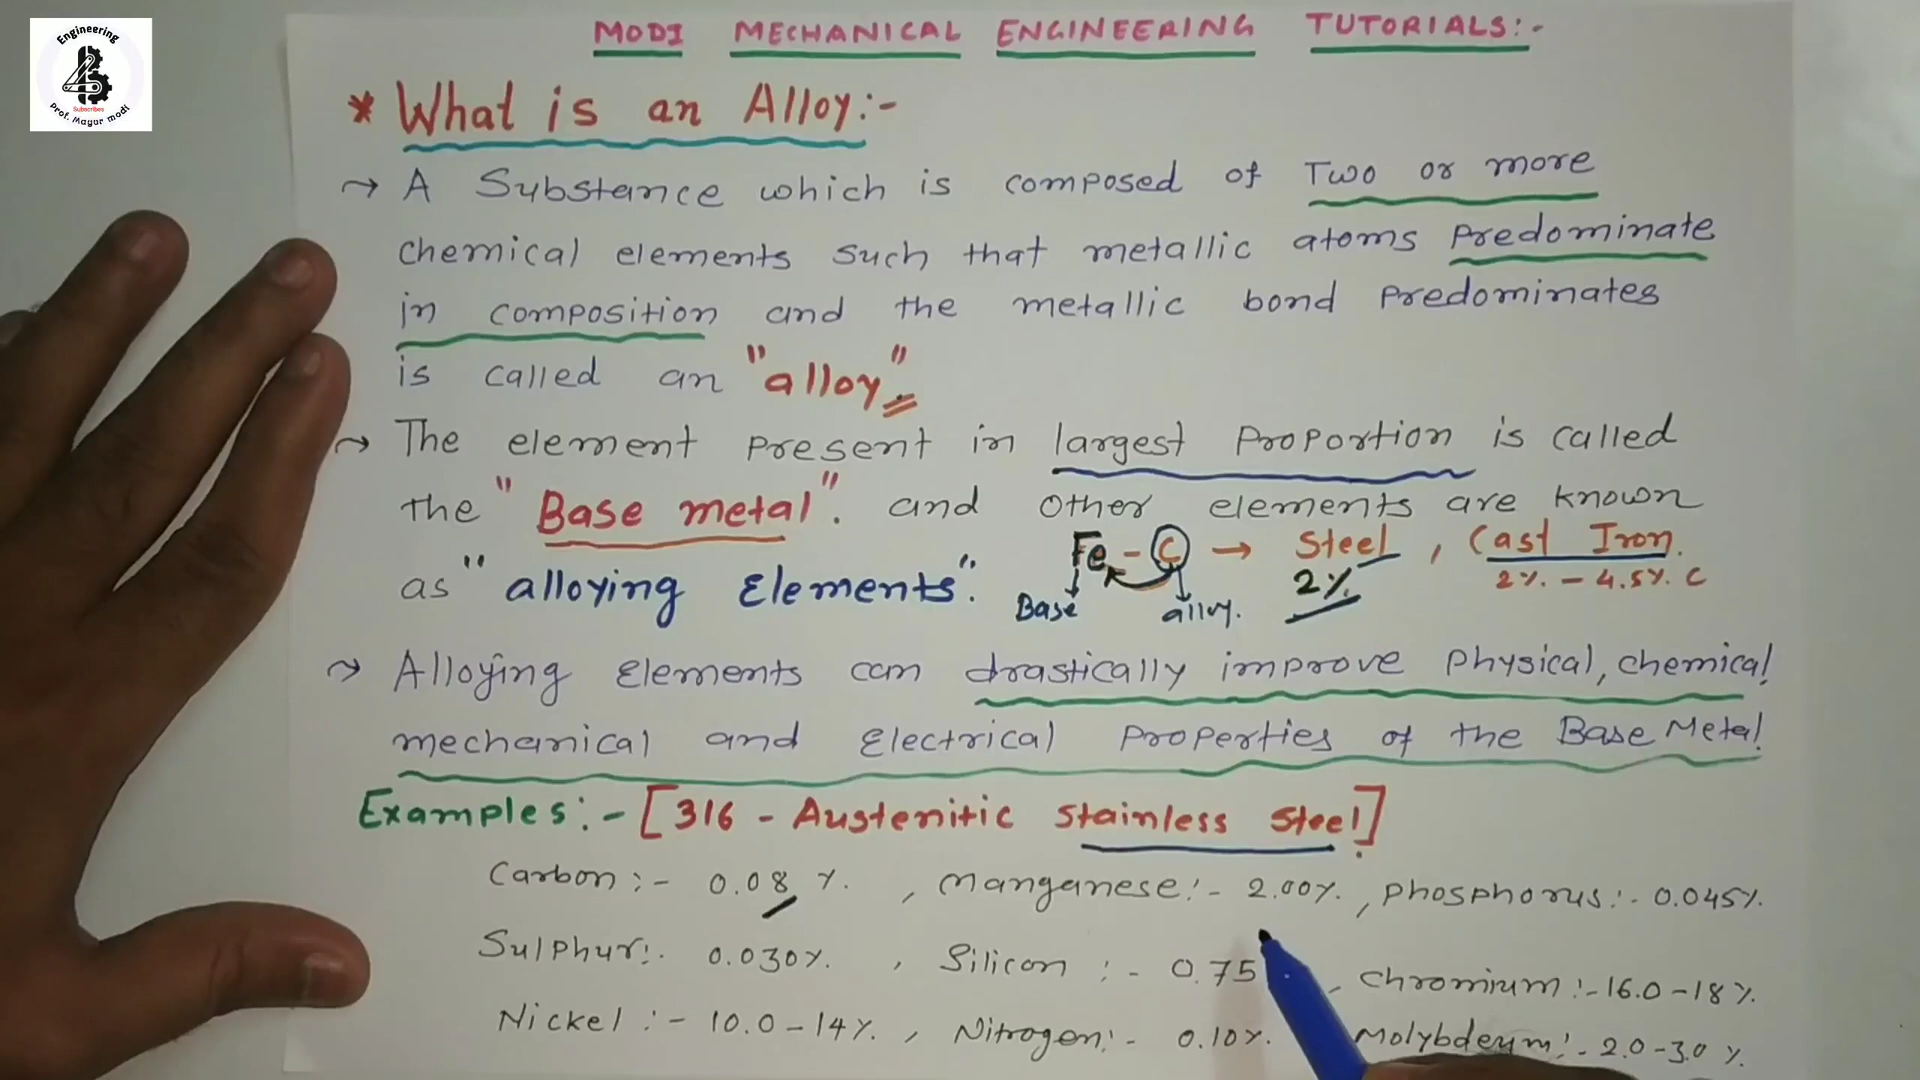 Engineering
Subscribes
Prof. Mayur modi
MODI MECHANICAL ENGINEERING TUTORIALS:-
* What is an Alloy:-
→ A Substance which is composed of Two or more
chemical elements such that metallic atoms predominate
in composition and the metallic bond predominates
is called an "alloy"
→ The element present in largest proportion is called
the "Base metal". and other elements are known
as "alloying Elements".
Fe - C → Steel, Cast Iron.
2% 2% - 4.5% C
Base alloy.
→ Alloying Elements can drastically improve physical, chemical
mechanical and Electrical properties of the Base Metal
Examples:- [316 - Austenitic Stainless Steel]
Carbon:- 0.08 %. , Manganese:- 2.00%. , phosphorus:- 0.045%.
Sulphur:- 0.030%. , Silicon :- 0.75 , chromium:- 16.0-18%.
Nickel:- 10.0-14%. , Nitrogen:- 0.10%. Molybdenum:- 2.0-3.0 %.